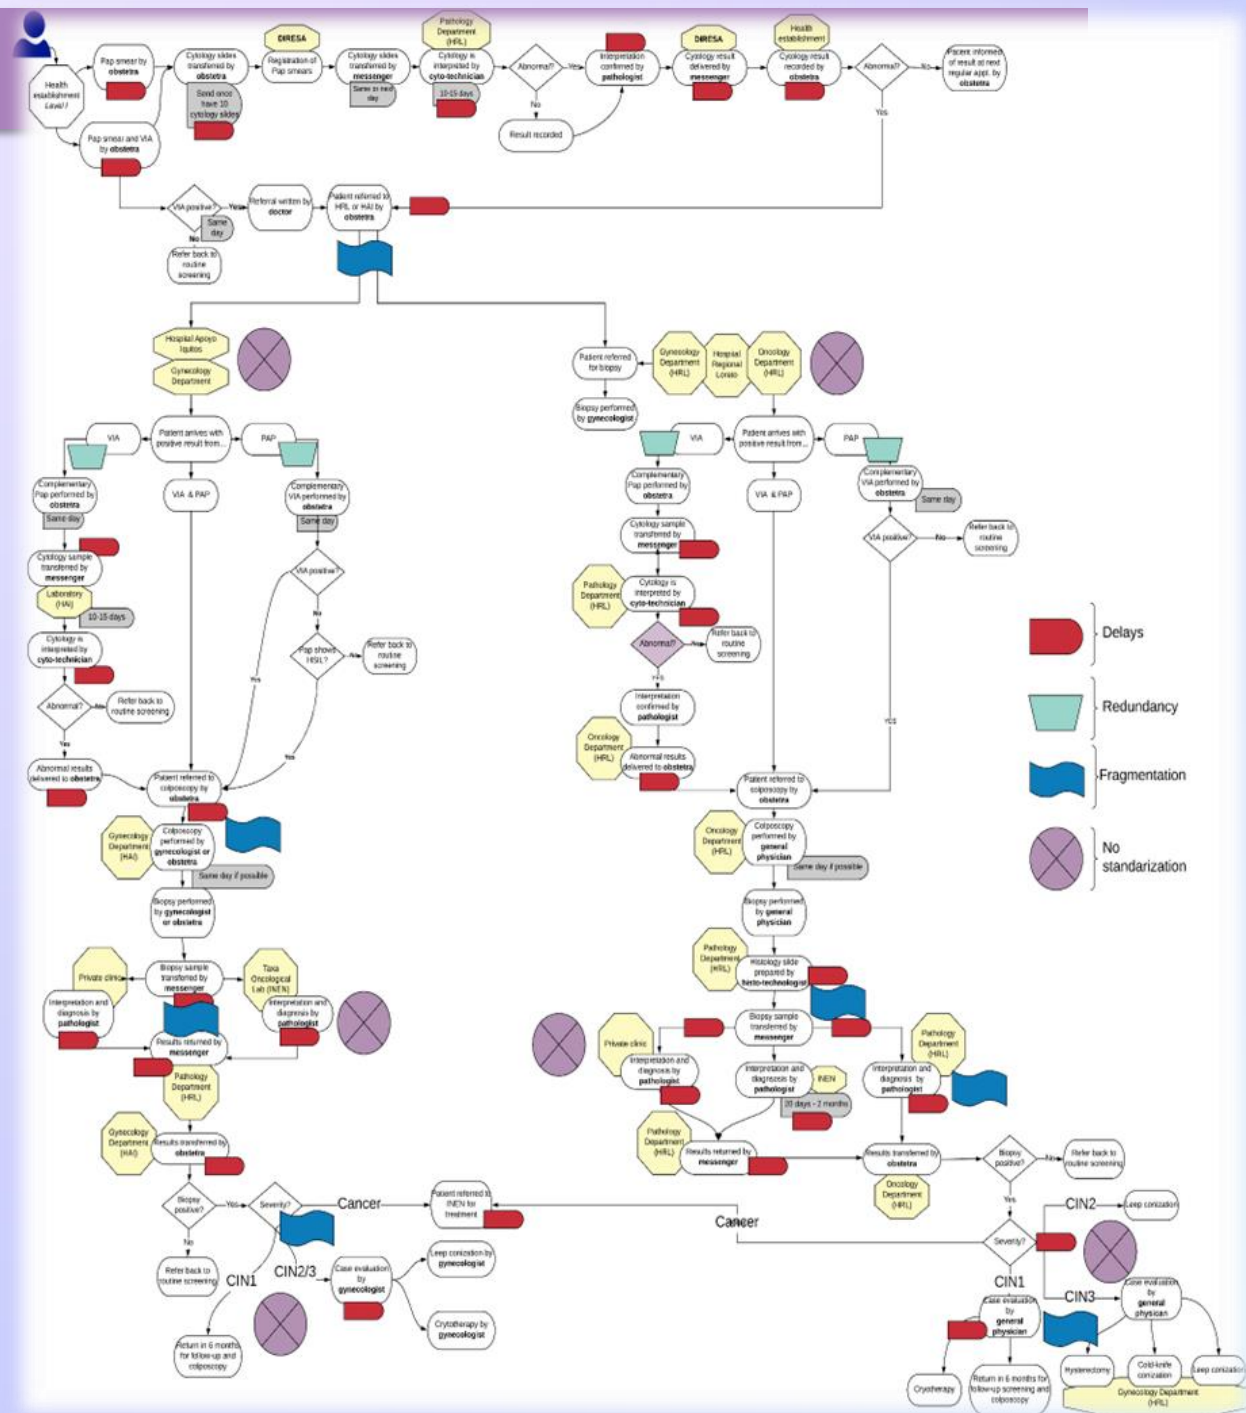 Health
establishment
Level I
Pap smear by
obstetra
Pap smear and VIA
by obstetra
Cytology slides
transferred by
obstetra
Send once
have 10
cytology slides
DIRESA
Registration of
Pap smears
Cytology slides
transferred by
messenger
Same or next
day
Pathology
Department
(HRL)
Cytology is
interpreted by
cyto-technician
10-15 days
Abnormal?
Yes
No
Result recorded
Interpretation
confirmed by
pathologist
DIRESA
Cytology result
delivered by
messenger
Health
establishment
Cytology result
recorded by
obstetra
Abnormal?
No
Yes
Pacient informed
of result at next
regular appt. by
obstetra
VIA positive?
Same
day
Yes
No
Refer back to
routine
screening
Referral written by
doctor
Patient referred to
HRL or HAI by
obstetra
Hospital Apoyo
Iquitos
Gynecology
Department
Patient arrives with
positive result from...
VIA
PAP
VIA & PAP
Complementary
Pap performed by
obstetra
Same day
Cytology sample
transferred by
messenger
Laboratory
(HAI)
10-15 days
Cytology is
interpreted by
cyto-technician
Abnormal?
No
Refer back to
routine screening
Yes
Abnormal results
delivered to obstetra
Complementary
VIA performed by
obstetra
Same day
VIA positive?
No
Yes
Pap shows
HSIL?
No
Refer back to
routine
screening
Yes
Patient referred to
colposcopy by
obstetra
Gynecology
Department
(HAI)
Colposcopy
performed by
gynecologist or
obstetra
Same day if possible
Biopsy performed
by gynecologist
or obstetra
Private clinic
Biopsy sample
transferred by
messenger
Taxa
Oncological
Lab (INEN)
Interpretation and
diagnosis by
pathologist
Interpretation and
diagnosis by
pathologist
Results returned by
messenger
Pathology
Department
(HRL)
Gynecology
Department
(HAI)
Results transferred by
obstetra
Biopsy
positive?
Yes
No
Refer back to
routine screening
Severity?
Cancer
CIN1
CIN2/3
Return in 6 months
for follow-up and
colposcopy
Case evaluation
by
gynecologist
Leep conization by
gynecologist
Crytotherapy by
gynecologist
Patient referred to
INEN for
treatment
Patient referred
for biopsy
Biopsy performed
by gynecologist
Gynecology
Department
(HRL)
Hospital
Regional
Loreto
Oncology
Department
(HRL)
Patient arrives with
positive result from...
VIA
PAP
VIA & PAP
Complementary
Pap performed by
obstetra
Cytology sample
transferred by
messenger
Pathology
Department
(HRL)
Cytology is
interpreted by
cyto-technician
Abnormal?
No
Refer back to
routine
screening
YES
Interpretation
confirmed by
pathologist
Oncology
Department
(HRL)
Abnormal results
delivered to obstetra
Complementary
VIA performed by
obstetra
Same day
VIA positive?
No
Refer back to
routine
screening
YES
Patient referred to
colposcopy by
obstetra
Oncology
Department
(HRL)
Colposcopy
performed by
general
physician
Same day if possible
Biopsy performed
by general
physician
Pathology
Department
(HRL)
Histology slide
prepared by
histo-technologist
Biopsy sample
transferred by
messenger
Private clinic
Interpretation and
diagnosis by
pathologist
Interpretation and
diagnosis by
pathologist
INEN
20 days - 2 months
Pathology
Department
(HRL)
Interpretation and
diagnosis by
pathologist
Pathology
Department
(HRL)
Results returned by
messenger
Results transferred by
obstetra
Oncology
Department
(HRL)
Biopsy
positive?
No
Refer back to
routine screening
Yes
Severity?
Cancer
CIN2
Leep conization
CIN1
CIN3
Case evaluation
by
general
physician
Case evaluation
by
general
physican
Cryotherapy
Return in 6 months for
follow-up screening and
colposcopy
Hysterectomy
Cold-knife
conization
Leep conization
Gynecology Department
(HRL)
Delays
Redundancy
Fragmentation
No
standarization